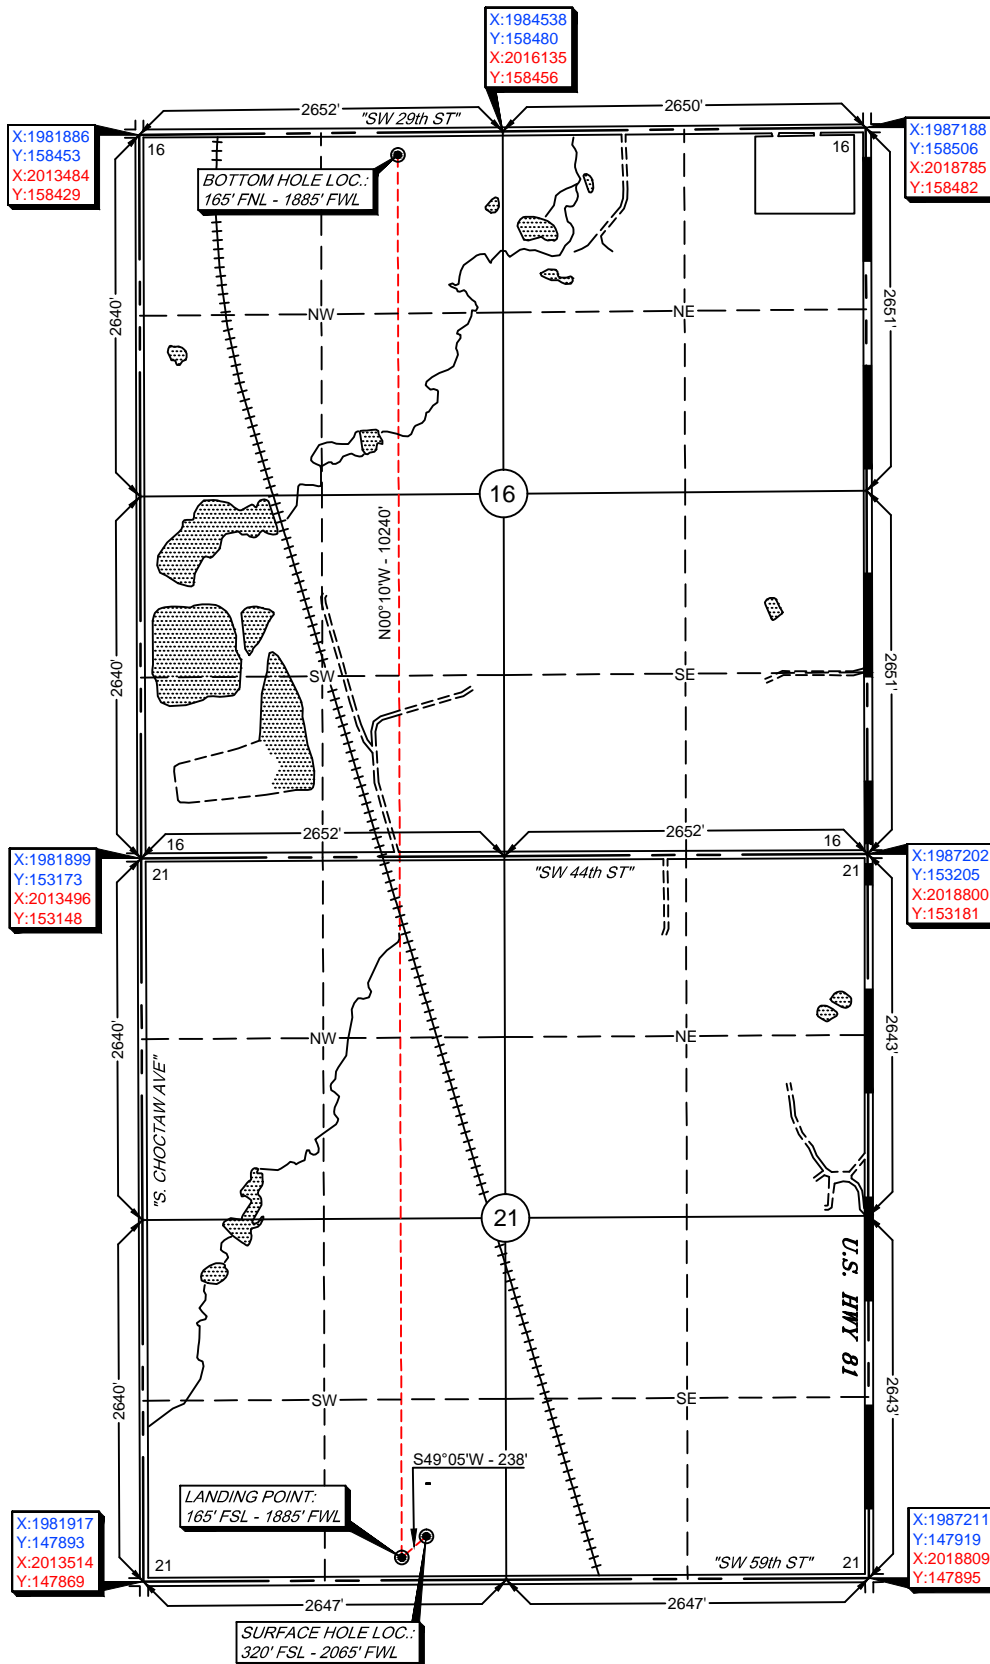 X:1984538
Y:158480
X:2016135
Y:158456
2652'
"SW 29th ST"
2650'
X:1981886
Y:158453
X:2013484
Y:158429
X:1987188
Y:158506
X:2018785
Y:158482
16
16
BOTTOM HOLE LOC.:
165' FNL - 1885' FWL
2640'
NW
NE
2651'
16
N00°10'W - 10240'
2640'
SW
SE
2651'
2652'
2652'
16
16
X:1981899
Y:153173
X:2013496
Y:153148
21
"SW 44th ST"
21
X:1987202
Y:153205
X:2018800
Y:153181
2640'
NW
NE
2643'
"S. CHOCTAW AVE"
21
U.S. HWY 81
2640'
SW
SE
2643'
S49°05'W - 238'
LANDING POINT:
165' FSL - 1885' FWL
X:1981917
Y:147893
X:2013514
Y:147869
21
"SW 59th ST"
21
X:1987211
Y:147919
X:2018809
Y:147895
2647'
2647'
SURFACE HOLE LOC.:
320' FSL - 2065' FWL